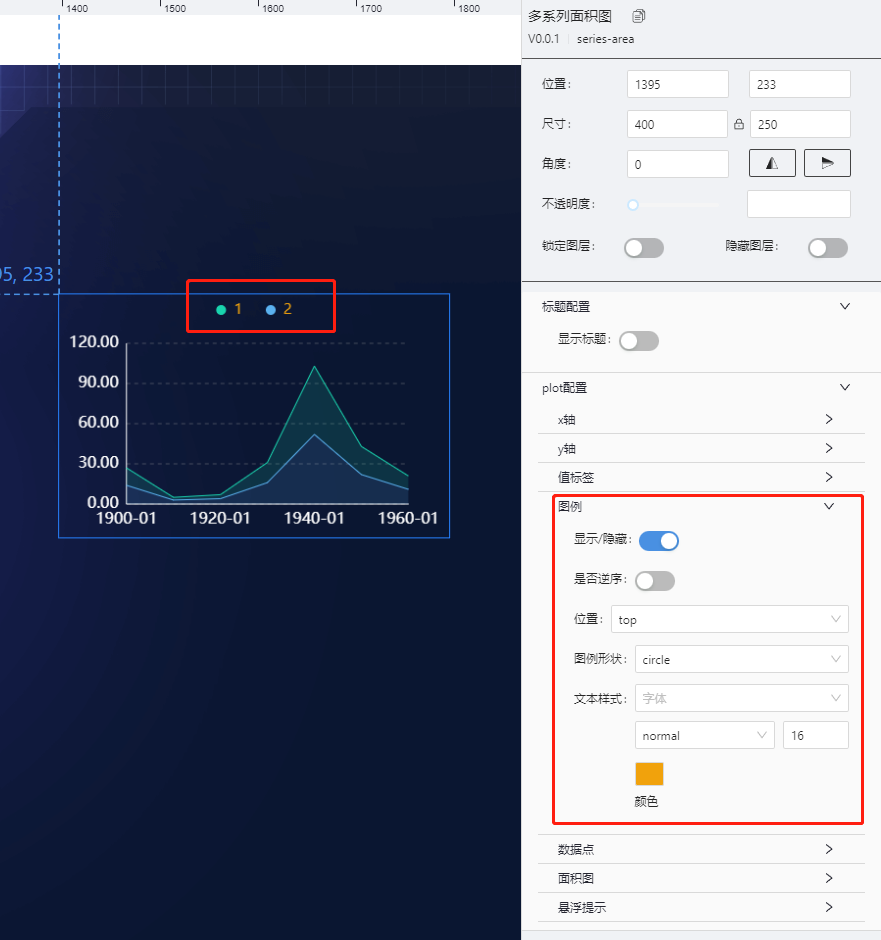 1400 1500 1600 1700 1800
95, 233
1 2
120.00
90.00
60.00
30.00
0.00
1900-01 1920-01 1940-01 1960-01
多系列面积图
V0.0.1 series-area
位置: 1395 233
尺寸: 400 250
角度: 0
不透明度:
锁定图层: 隐藏图层:
标题配置
显示标题:
plot配置
x轴
y轴
值标签
图例
显示/隐藏:
是否逆序:
位置: top
图例形状: circle
文本样式: 字体
normal 16
颜色
数据点
面积图
悬浮提示